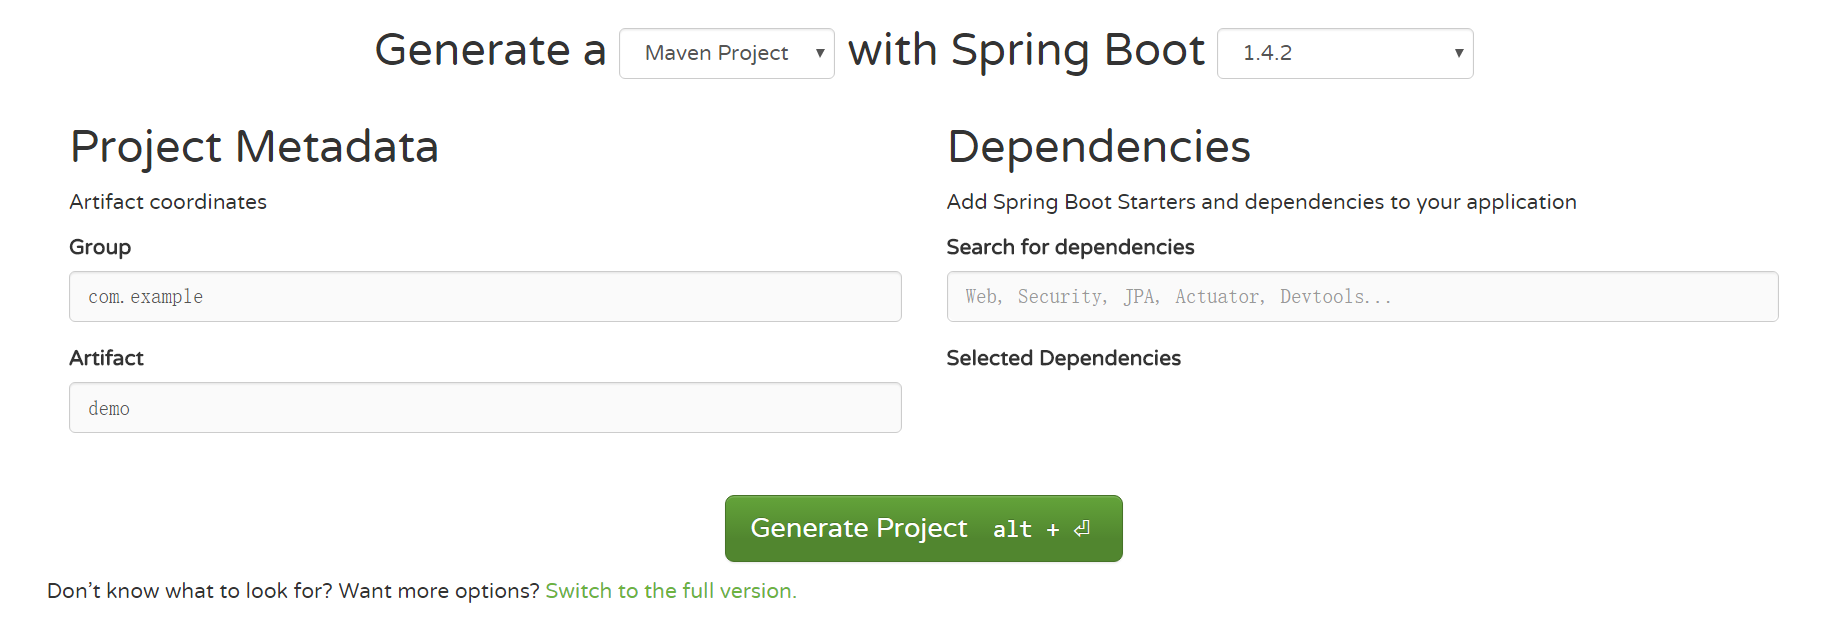 Generate a Maven Project ▼ with Spring Boot 1.4.2 ▼
Project Metadata
Artifact coordinates
Group
com.example
Artifact
demo
Dependencies
Add Spring Boot Starters and dependencies to your application
Search for dependencies
Web, Security, JPA, Actuator, Devtools...
Selected Dependencies
Generate Project alt + ⏎
Don’t know what to look for? Want more options? Switch to the full version.